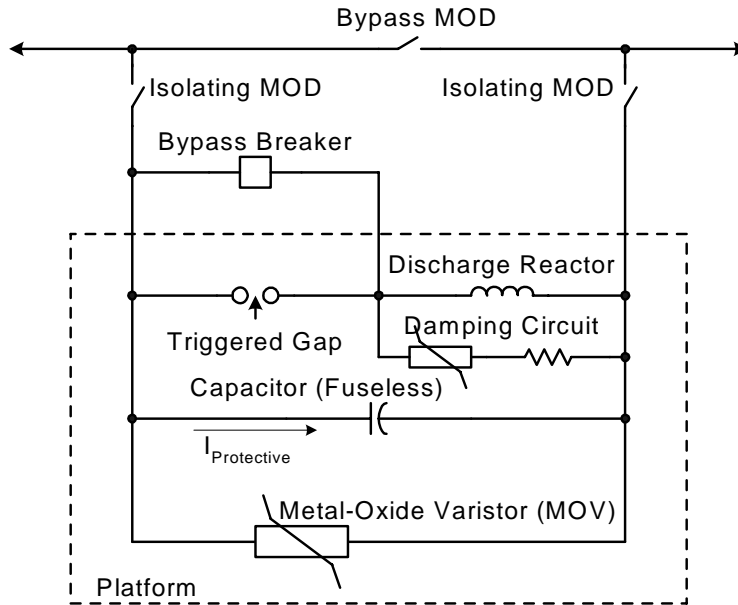 Bypass MOD
Isolating MOD
Isolating MOD
Bypass Breaker
Discharge Reactor
Triggered Gap
Damping Circuit
Capacitor (Fuseless)
IProtective
Metal-Oxide Varistor (MOV)
Platform